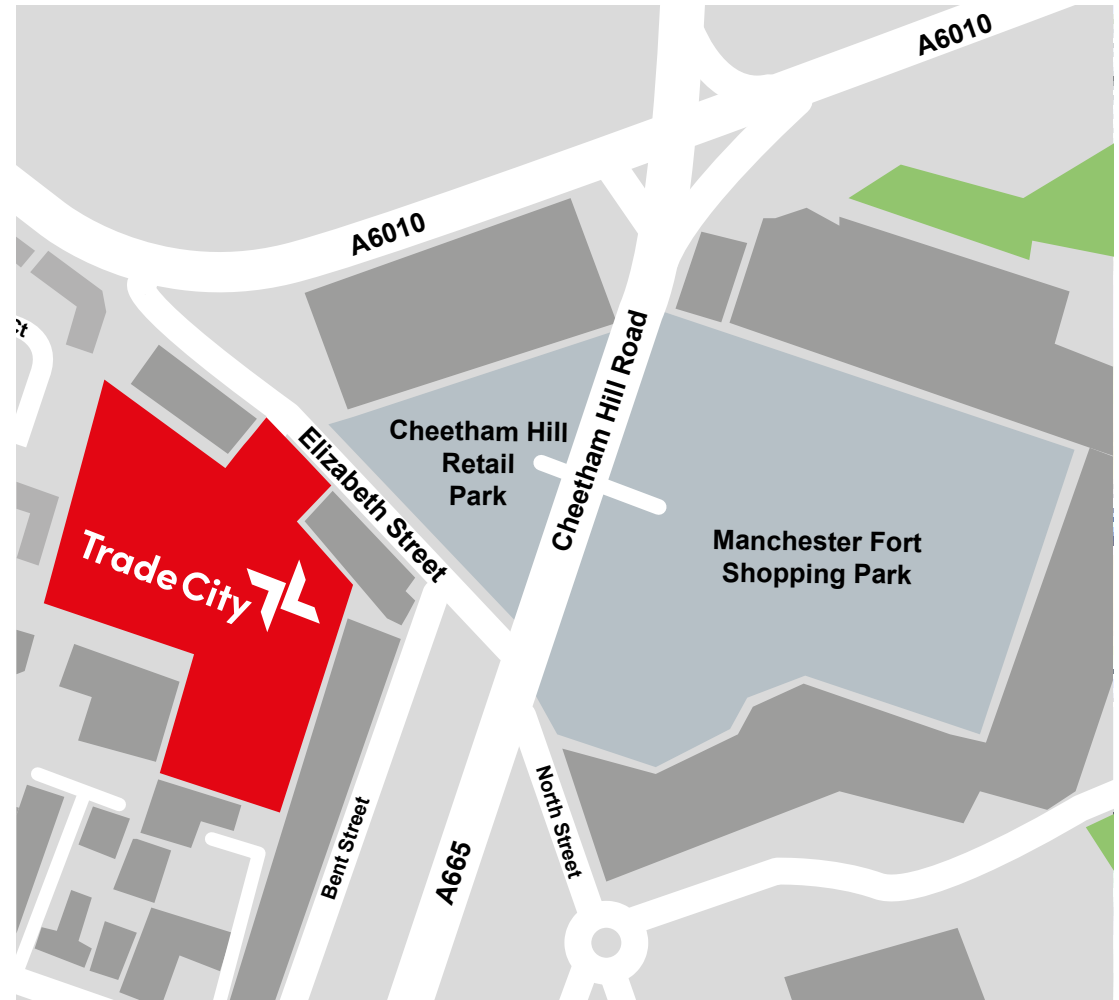 A6010
A6010
Ct
Cheetham Hill Road
Cheetham Hill
Retail
Park
Elizabeth Street
Manchester Fort
Shopping Park
Trade City
North Street
Bent Street
A665